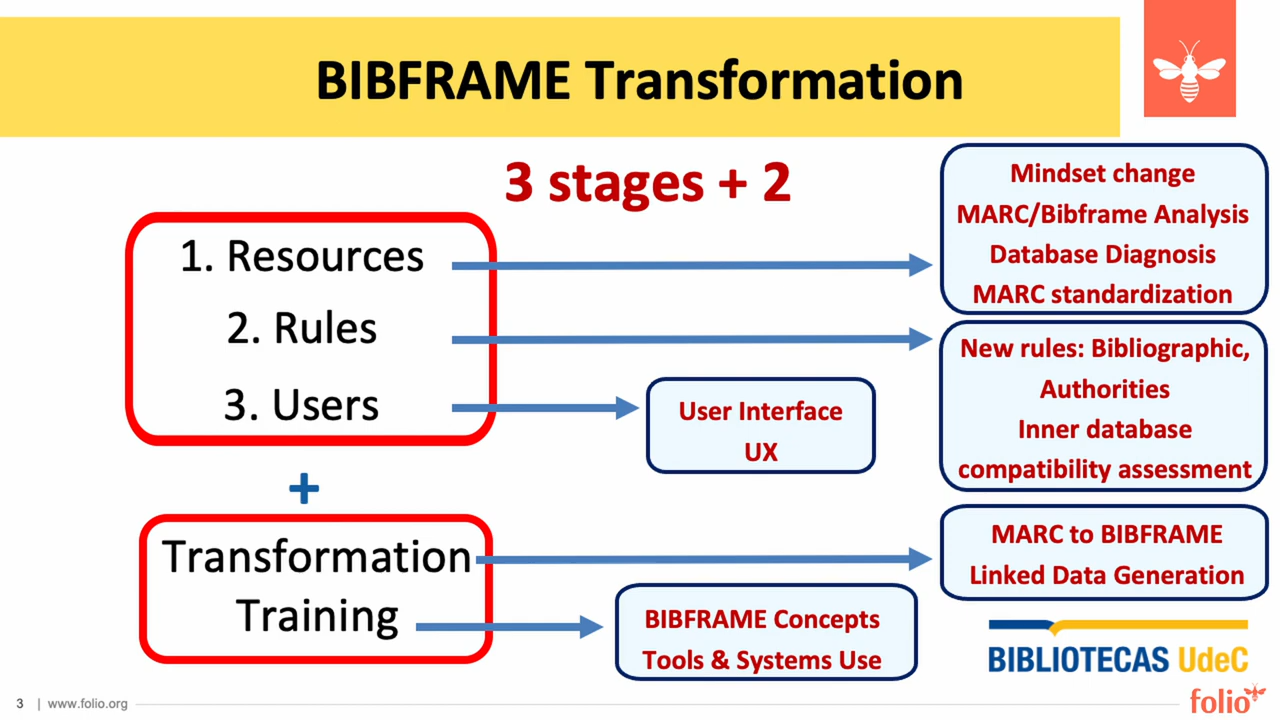 BIBFRAME Transformation
3 stages + 2
1. Resources
2. Rules
3. Users
Mindset change
MARC/Bibframe Analysis
Database Diagnosis
MARC standardization
New rules: Bibliographic,
Authorities
Inner database
compatibility assessment
User Interface
UX
+
Transformation
Training
MARC to BIBFRAME
Linked Data Generation
BIBFRAME Concepts
Tools & Systems Use
BIBLIOTECAS UdeC
3 | www.folio.org
folio